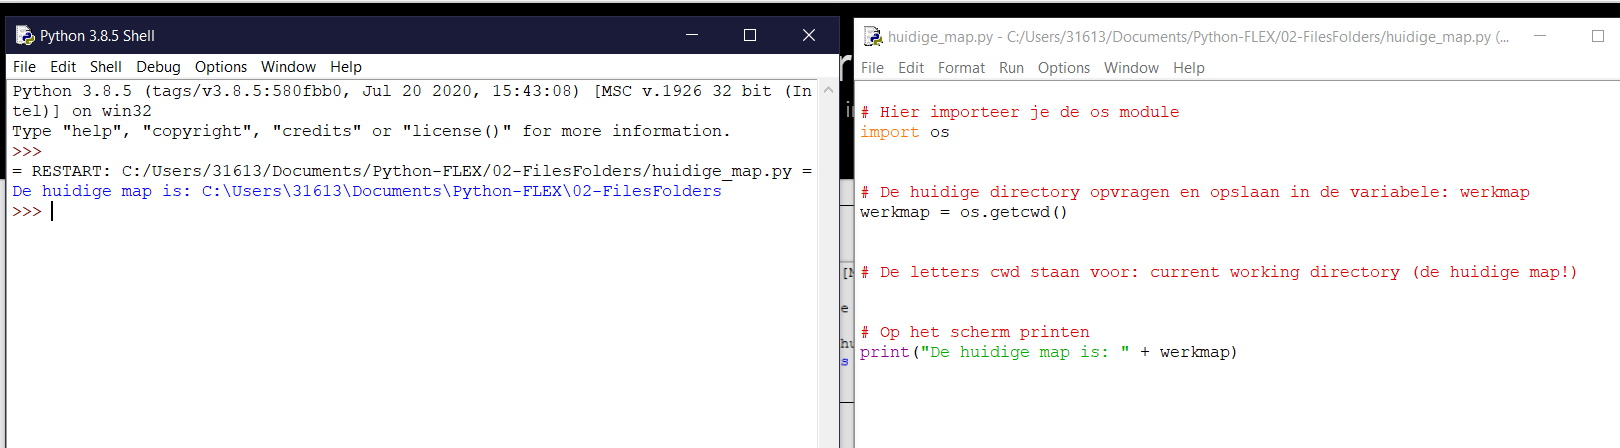 Python 3.8.5 Shell
File Edit Shell Debug Options Window Help
Python 3.8.5 (tags/v3.8.5:580fbb0, Jul 20 2020, 15:43:08) [MSC v.1926 32 bit (In
tel)] on win32
Type "help", "copyright", "credits" or "license()" for more information.
>>>
= RESTART: C:/Users/31613/Documents/Python-FLEX/02-FilesFolders/huidige_map.py =
De huidige map is: C:\Users\31613\Documents\Python-FLEX\02-FilesFolders
>>>
huidige_map.py - C:/Users/31613/Documents/Python-FLEX/02-FilesFolders/huidige_map.py (...
File Edit Format Run Options Window Help
# Hier importeer je de os module
import os
# De huidige directory opvragen en opslaan in de variabele: werkmap
werkmap = os.getcwd()
# De letters cwd staan voor: current working directory (de huidige map!)
# Op het scherm printen
print("De huidige map is: " + werkmap)